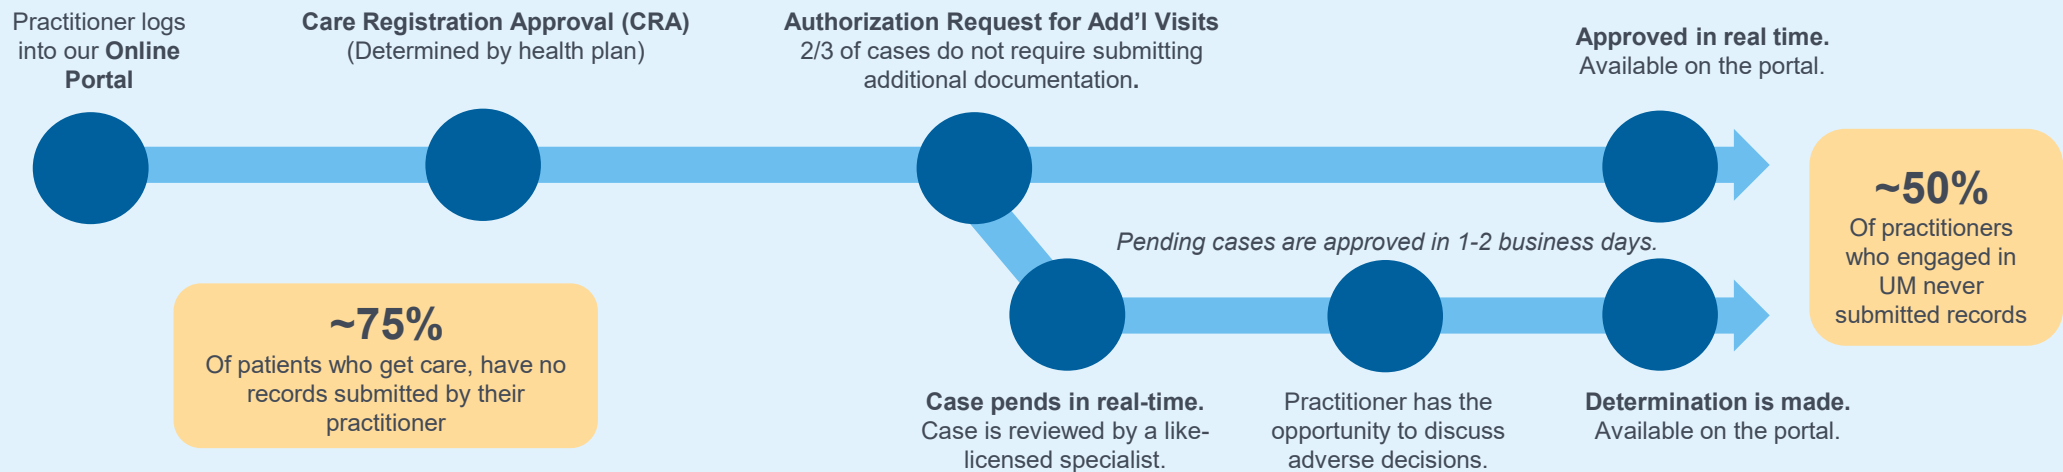 Practitioner logs
into our Online
Portal
Care Registration Approval (CRA)
(Determined by health plan)
Authorization Request for Add’l Visits
2/3 of cases do not require submitting
additional documentation.
Approved in real time.
Available on the portal.
~50%
Of practitioners
who engaged in
UM never
submitted records
Pending cases are approved in 1-2 business days.
~75%
Of patients who get care, have no
records submitted by their
practitioner
Case pends in real-time.
Case is reviewed by a like-
licensed specialist.
Practitioner has the
opportunity to discuss
adverse decisions.
Determination is made.
Available on the portal.